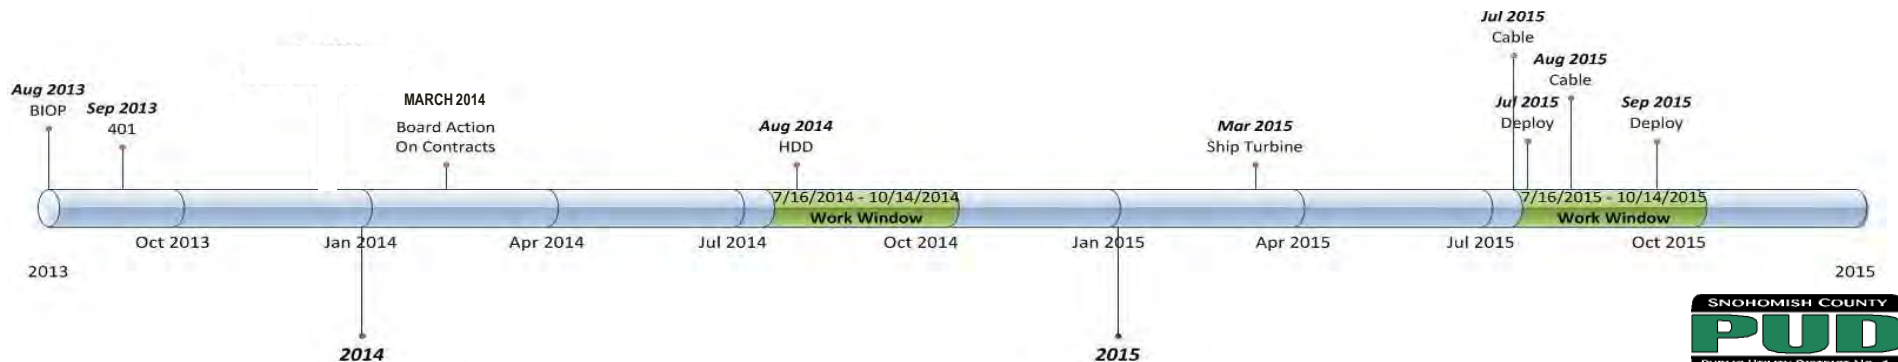 Jul 2015
Cable
Aug 2013
BIOP
Sep 2013
401
MARCH 2014
Board Action
On Contracts
Aug 2014
HDD
Mar 2015
Ship Turbine
Jul 2015
Deploy
Aug 2015
Cable
Sep 2015
Deploy
7/16/2014 - 10/14/2014
Work Window
7/16/2015 - 10/14/2015
Work Window
Oct 2013
Jan 2014
Apr 2014
Jul 2014
Oct 2014
Jan 2015
Apr 2015
Jul 2015
Oct 2015
2013
2015
2014
2015
SNOHOMISH COUNTY
PUD